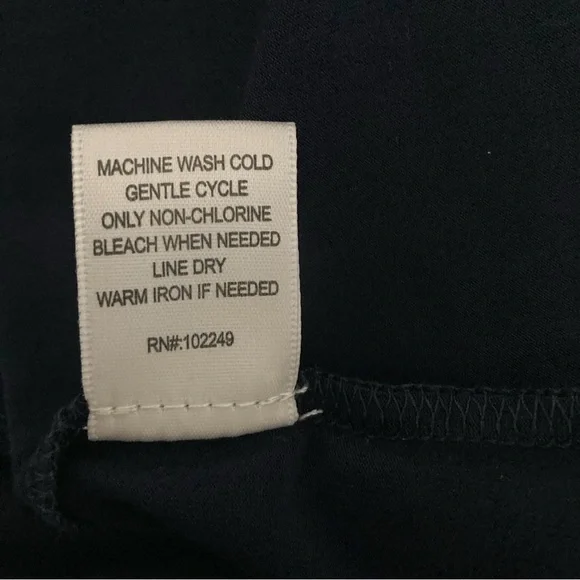 MACHINE WASH COLD
GENTLE CYCLE
ONLY NON-CHLORINE
BLEACH WHEN NEEDED
LINE DRY
WARM IRON IF NEEDED
RN#:102249